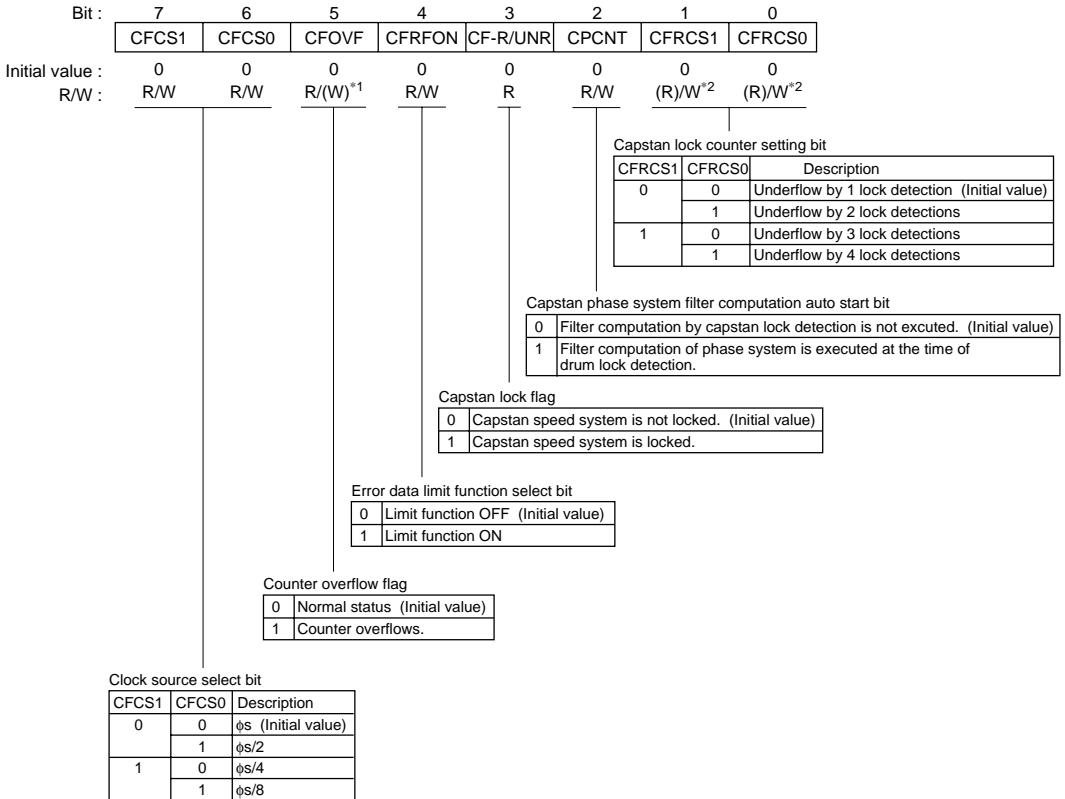 Bit : 7 6 5 4 3 2 1 0
CFCS1 CFCS0 CFOVF CFRFON CF-R/UNR CPCNT CFRCS1 CFRCS0
Initial value : 0 0 0 0 0 0 0 0
R/W : R/W R/W R/(W)*1 R/W R R/W (R)/W*2 (R)/W*2
Capstan lock counter setting bit
CFRCS1 CFRCS0 Description
0 0 Underflow by 1 lock detection (Initial value)
1 Underflow by 2 lock detections
1 0 Underflow by 3 lock detections
1 Underflow by 4 lock detections
Capstan phase system filter computation auto start bit
0 Filter computation by capstan lock detection is not excuted. (Initial value)
1 Filter computation of phase system is executed at the time of
drum lock detection.
Capstan lock flag
0 Capstan speed system is not locked. (Initial value)
1 Capstan speed system is locked.
Error data limit function select bit
0 Limit function OFF (Initial value)
1 Limit function ON
Counter overflow flag
0 Normal status (Initial value)
1 Counter overflows.
Clock source select bit
CFCS1 CFCS0 Description
0 0 φs (Initial value)
1 φs/2
1 0 φs/4
1 φs/8